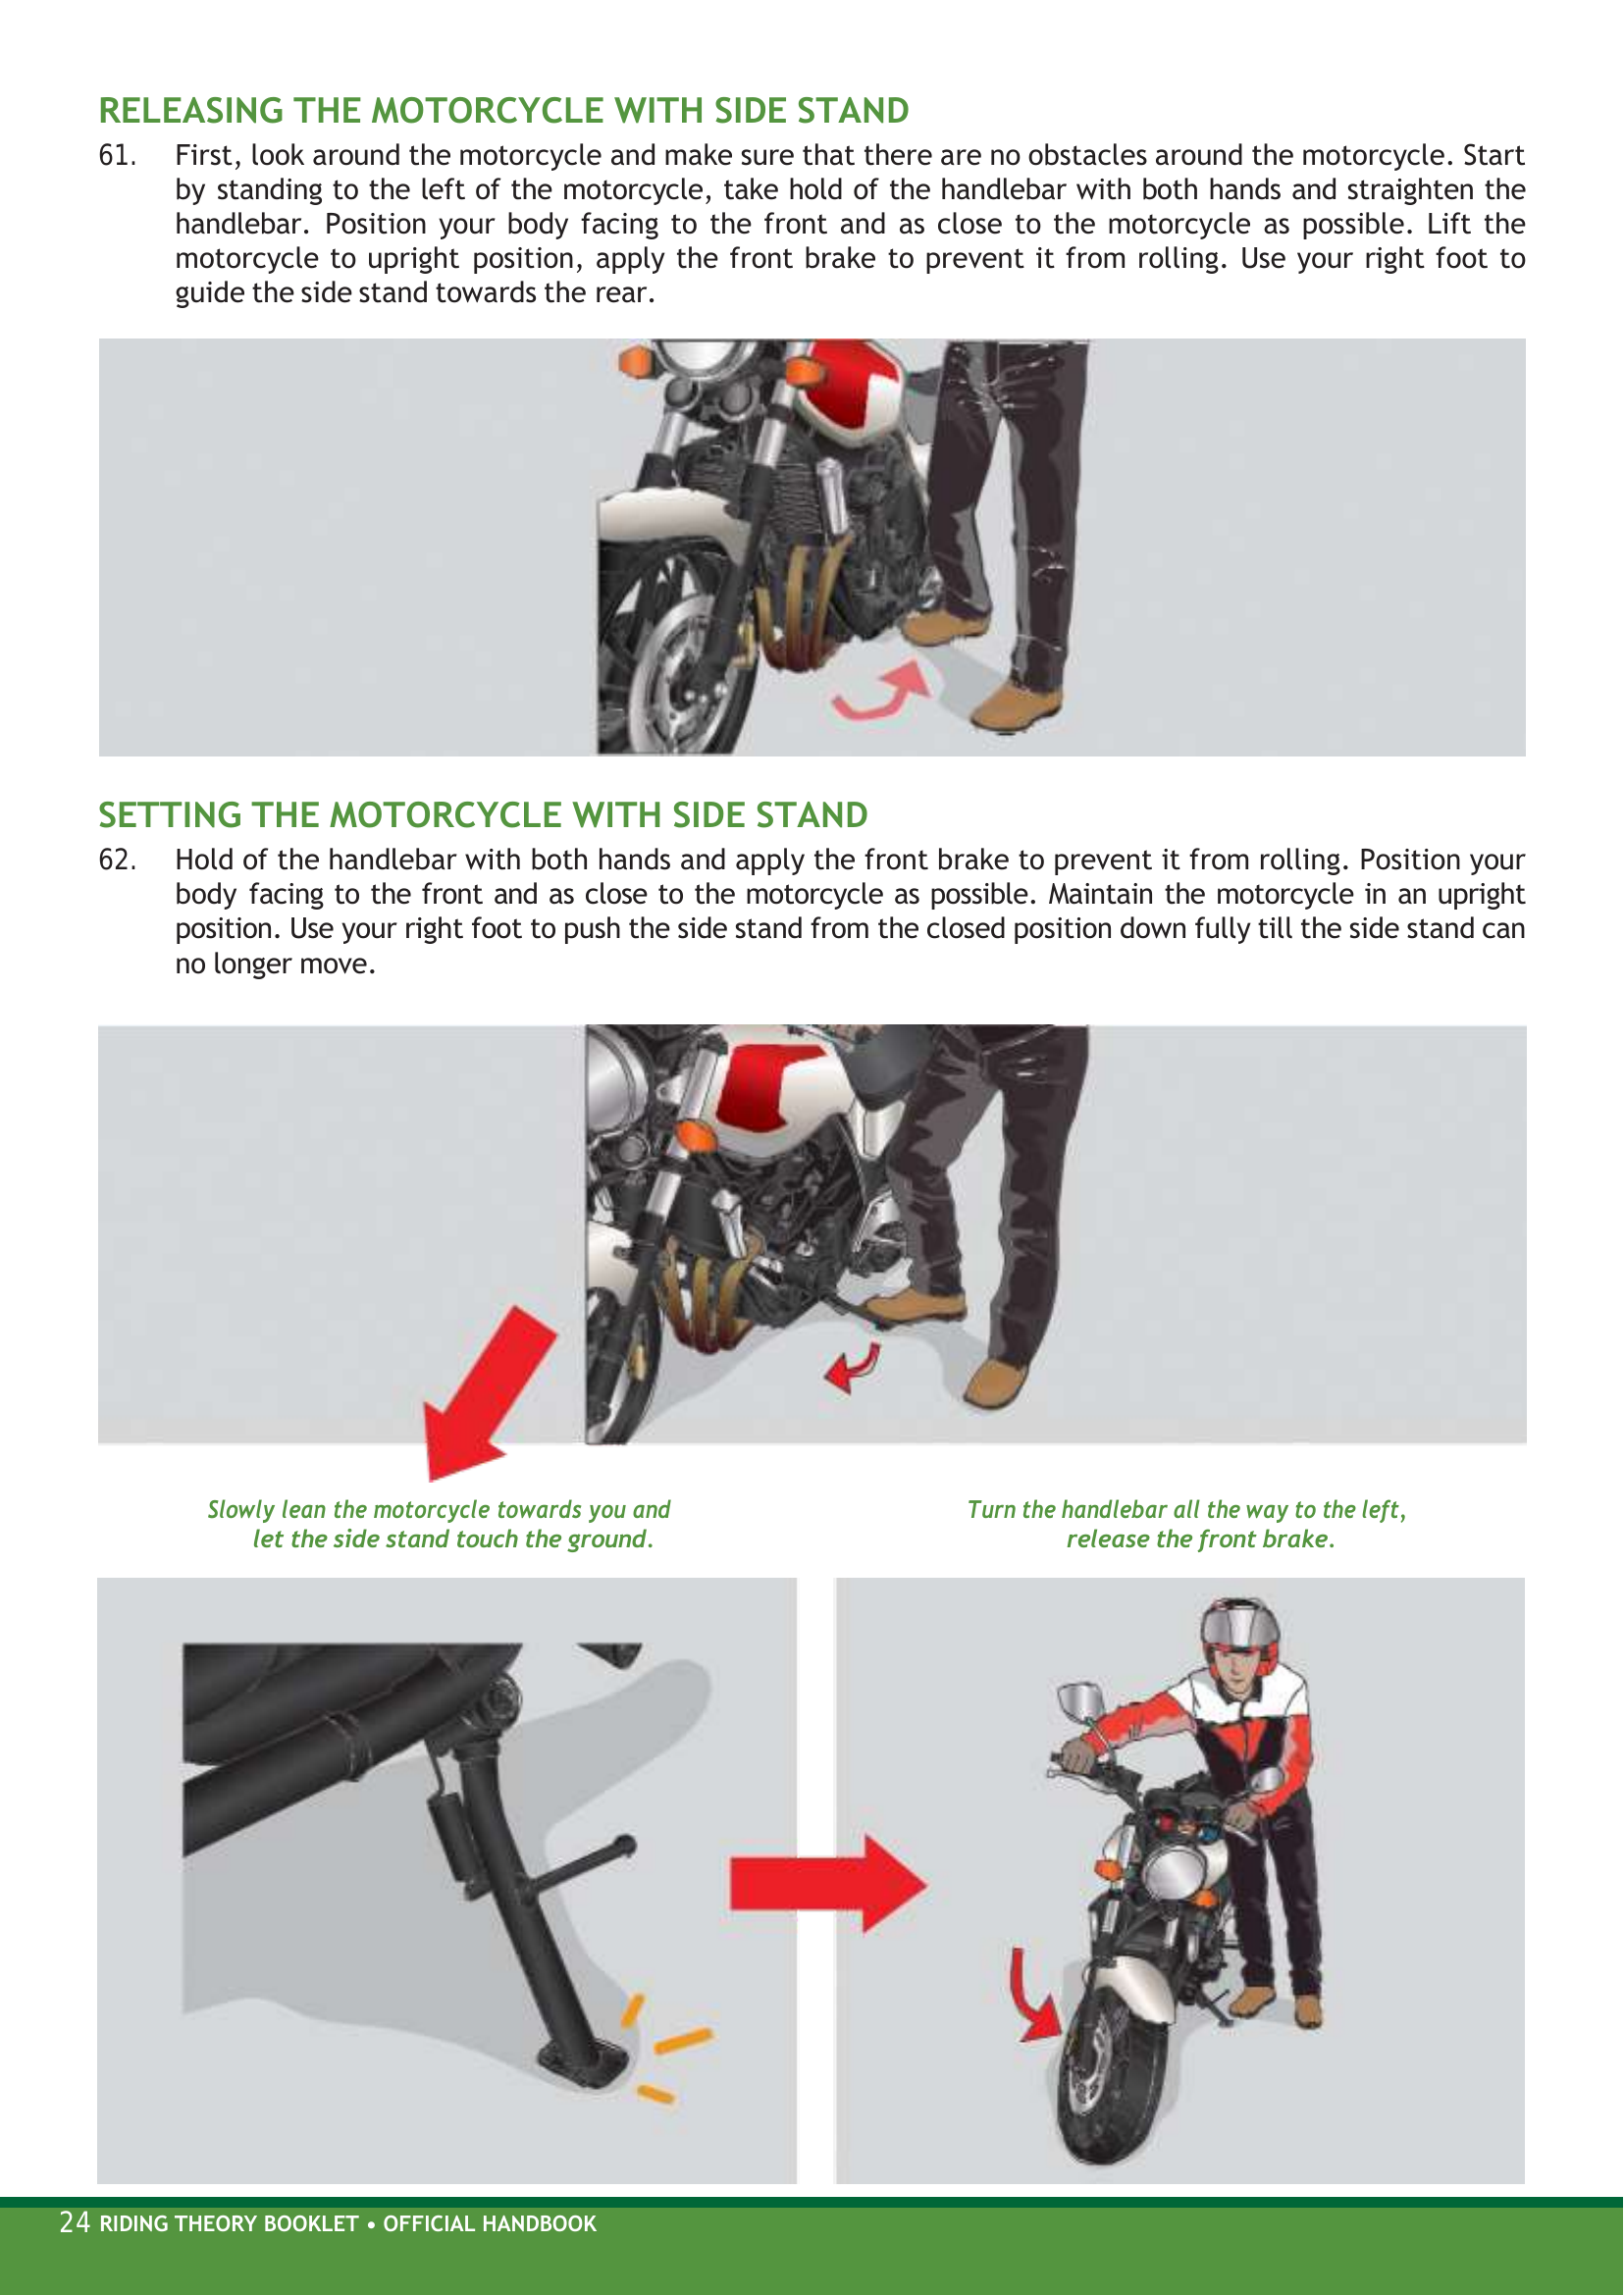 RELEASING THE MOTORCYCLE WITH SIDE STAND
61. First, look around the motorcycle and make sure that there are no obstacles around the motorcycle. Start
by standing to the left of the motorcycle, take hold of the handlebar with both hands and straighten the
handlebar. Position your body facing to the front and as close to the motorcycle as possible. Lift the
motorcycle to upright position, apply the front brake to prevent it from rolling. Use your right foot to
guide the side stand towards the rear.
SETTING THE MOTORCYCLE WITH SIDE STAND
62. Hold of the handlebar with both hands and apply the front brake to prevent it from rolling. Position your
body facing to the front and as close to the motorcycle as possible. Maintain the motorcycle in an upright
position. Use your right foot to push the side stand from the closed position down fully till the side stand can
no longer move.
Slowly lean the motorcycle towards you and
let the side stand touch the ground.
Turn the handlebar all the way to the left,
release the front brake.
24 RIDING THEORY BOOKLET • OFFICIAL HANDBOOK